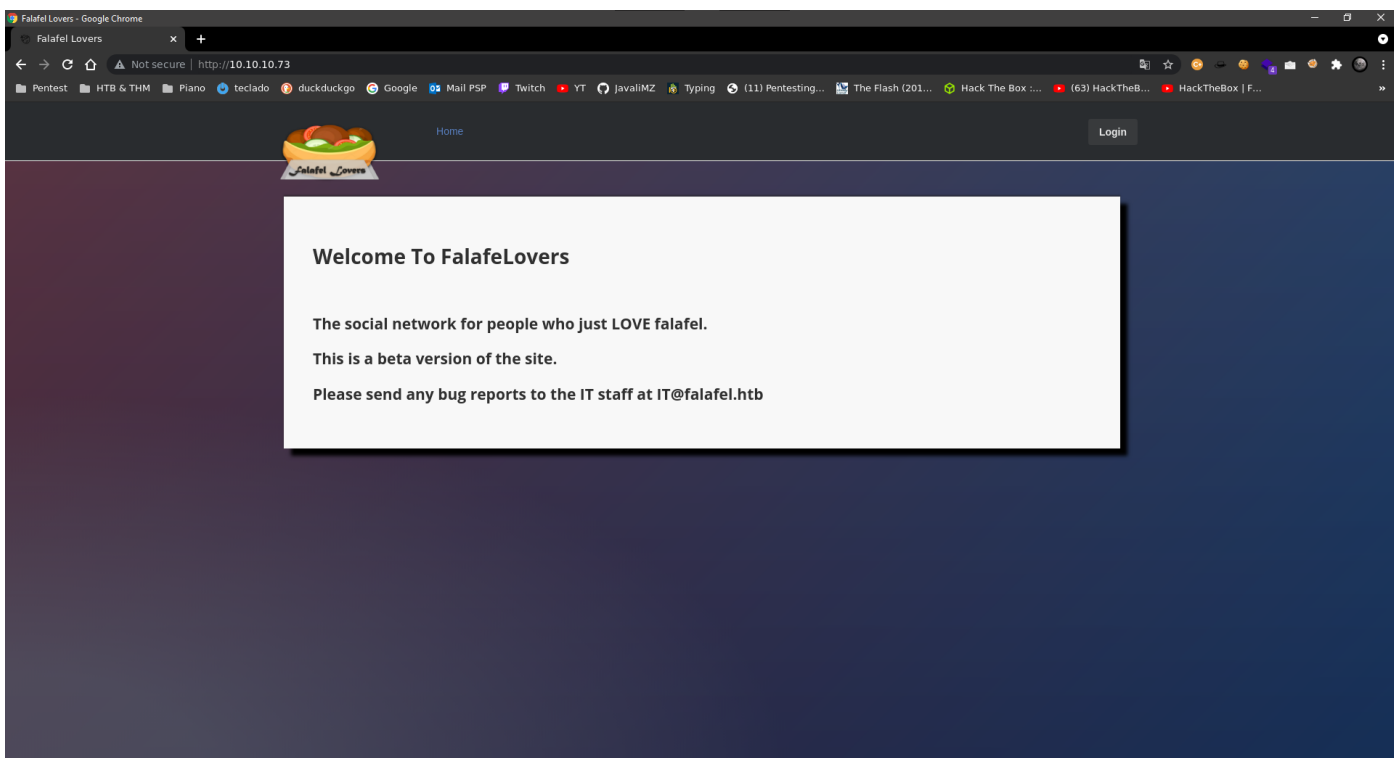 Falafel Lovers - Google Chrome
Falafel Lovers
Not secure | http://10.10.10.73
4
Pentest HTB & THM Piano teclado duckduckgo Google Mail PSP Twitch YT JavaliMZ Typing (11) Pentesting... The Flash (201... Hack The Box :... (63) HackTheB... HackTheBox | F... »
Home
Login
Falafel Lovers
Welcome To FalafeLovers
The social network for people who just LOVE falafel.
This is a beta version of the site.
Please send any bug reports to the IT staff at IT@falafel.htb